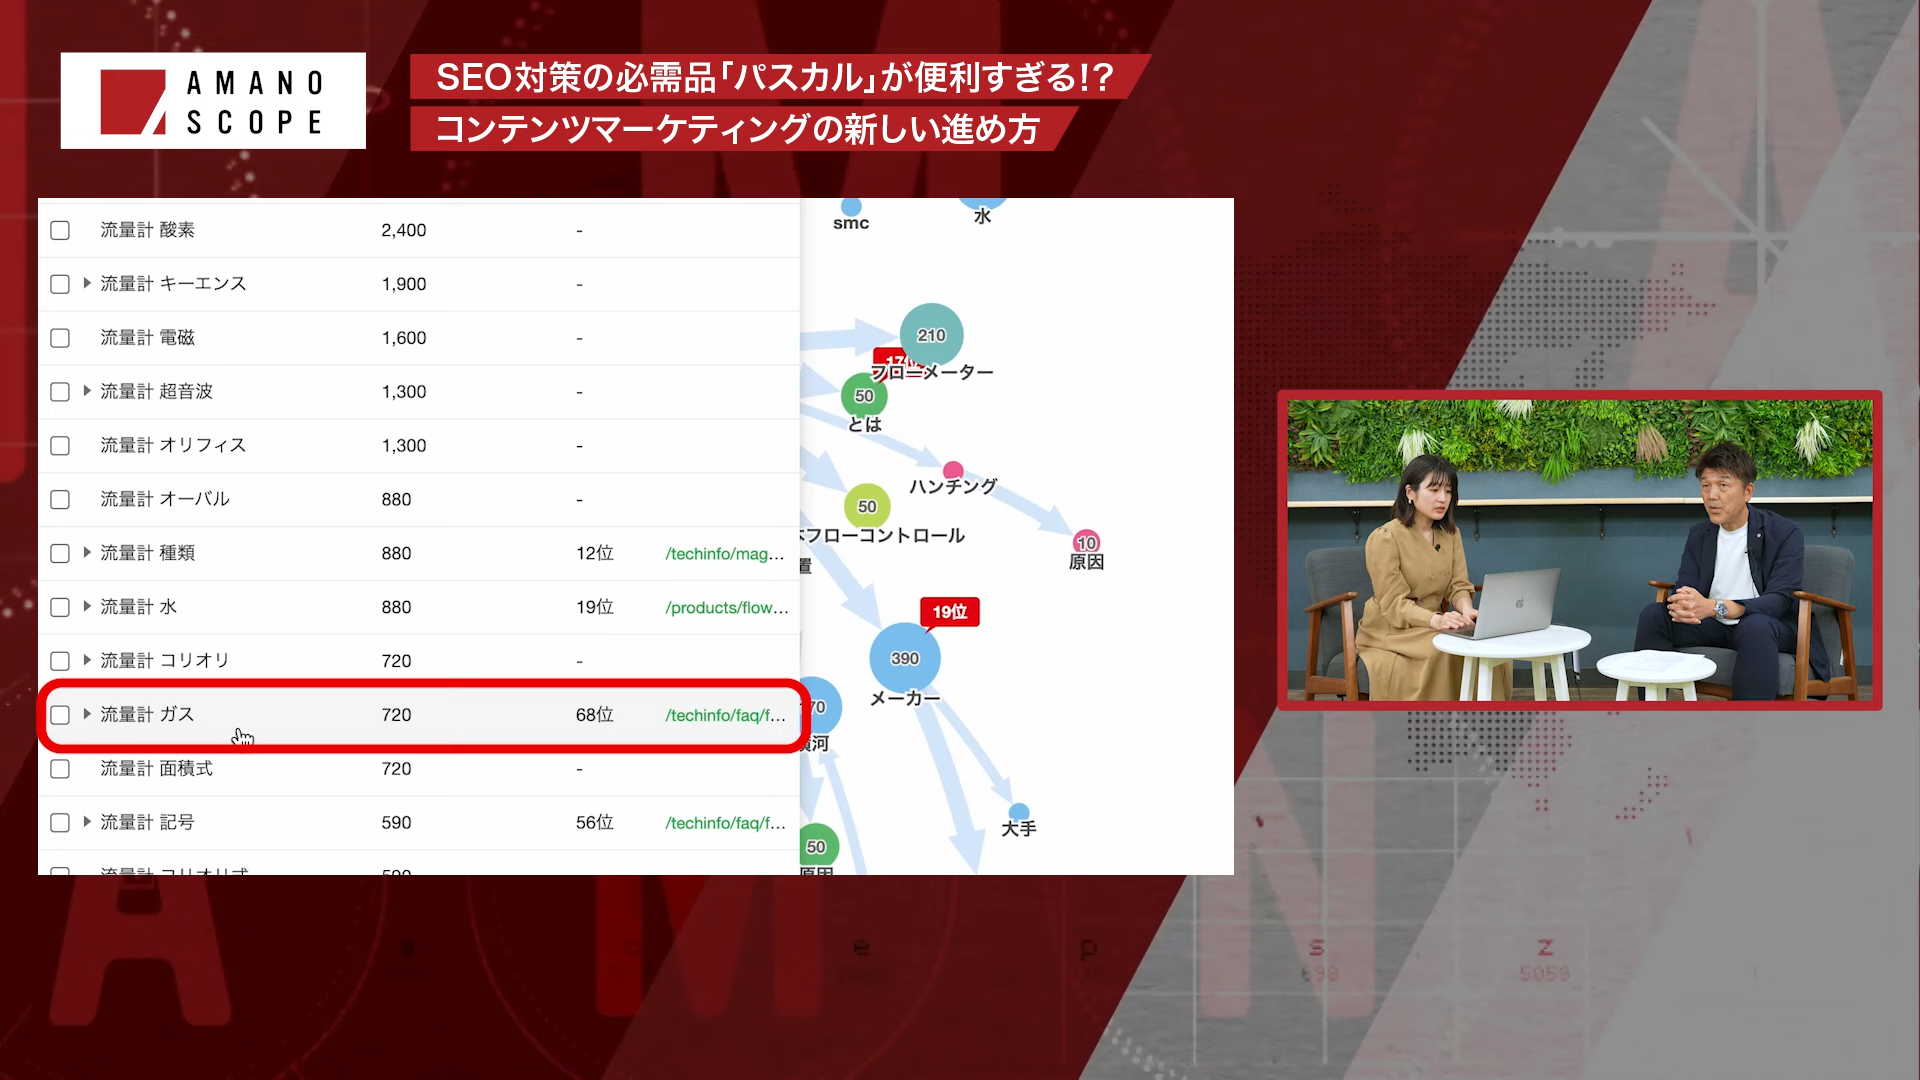 AMANO
SCOPE
SEO対策の必需品「パスカル」が便利すぎる!?
コンテンツマーケティングの新しい進め方
流量計 酸素 2,400 -
流量計 キーエンス 1,900 -
流量計 電磁 1,600 -
流量計 超音波 1,300 -
流量計 オリフィス 1,300 -
流量計 オーバル 880 -
流量計 種類 880 12位 /techinfo/mag...
流量計 水 880 19位 /products/flow...
流量計 コリオリ 720 -
流量計 ガス 720 68位 /techinfo/faq/f...
流量計 面積式 720 -
流量計 記号 590 56位 /techinfo/faq/f...
smc
水
210
フローメーター
50
とは
ハンチング
50
フローコントロール
置
10
原因
19位
390
メーカー
70
河
大手
50
原因
A M A N
e p s z
698 5059